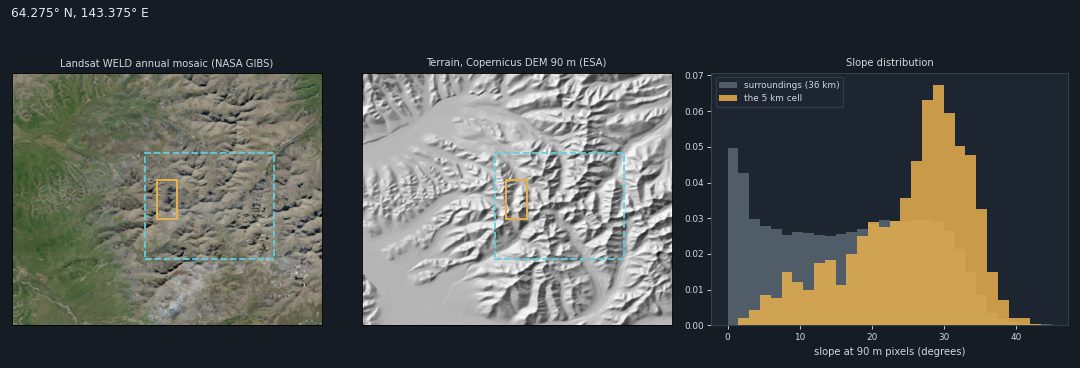 64.275° N, 143.375° E
Landsat WELD annual mosaic (NASA GIBS)
Terrain, Copernicus DEM 90 m (ESA)
Slope distribution
0.07
0.06
0.05
0.04
0.03
0.02
0.01
0.00
surroundings (36 km)
the 5 km cell
0 10 20 30 40
slope at 90 m pixels (degrees)